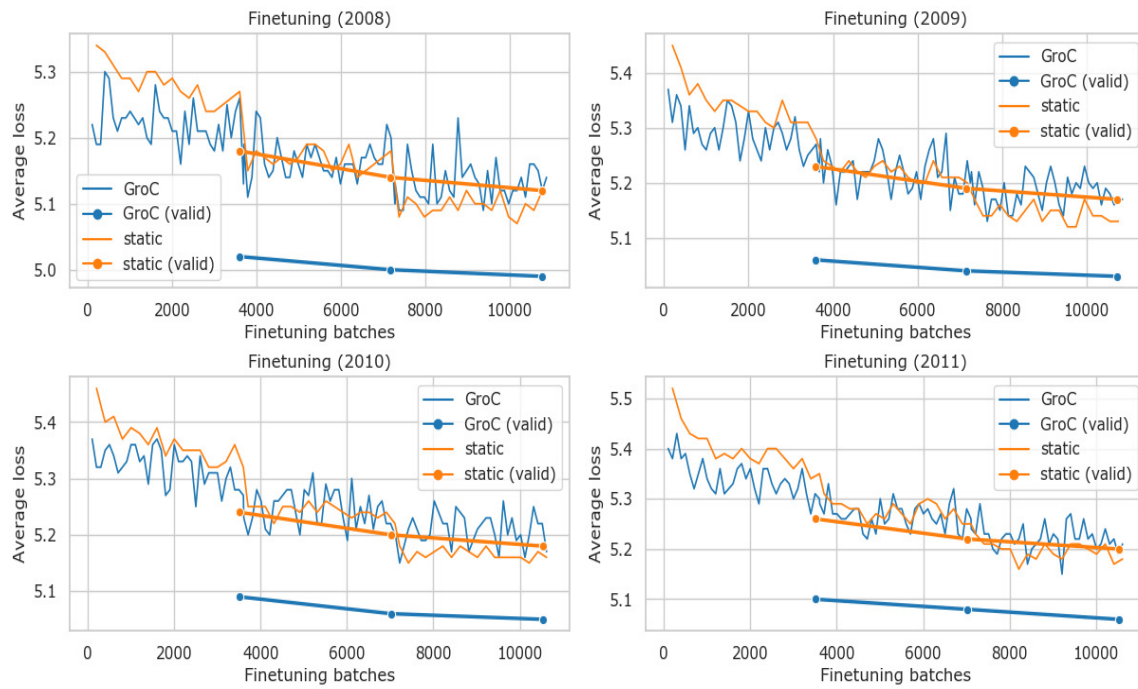 Finetuning (2008)
Average loss
5.3
5.2
5.1
5.0
GroC
GroC (valid)
static
static (valid)
0 2000 4000 6000 8000 10000
Finetuning batches
Finetuning (2009)
Average loss
5.4
5.3
5.2
5.1
GroC
GroC (valid)
static
static (valid)
0 2000 4000 6000 8000 10000
Finetuning batches
Finetuning (2010)
Average loss
5.4
5.3
5.2
5.1
GroC
GroC (valid)
static
static (valid)
0 2000 4000 6000 8000 10000
Finetuning batches
Finetuning (2011)
Average loss
5.5
5.4
5.3
5.2
5.1
GroC
GroC (valid)
static
static (valid)
0 2000 4000 6000 8000 10000
Finetuning batches